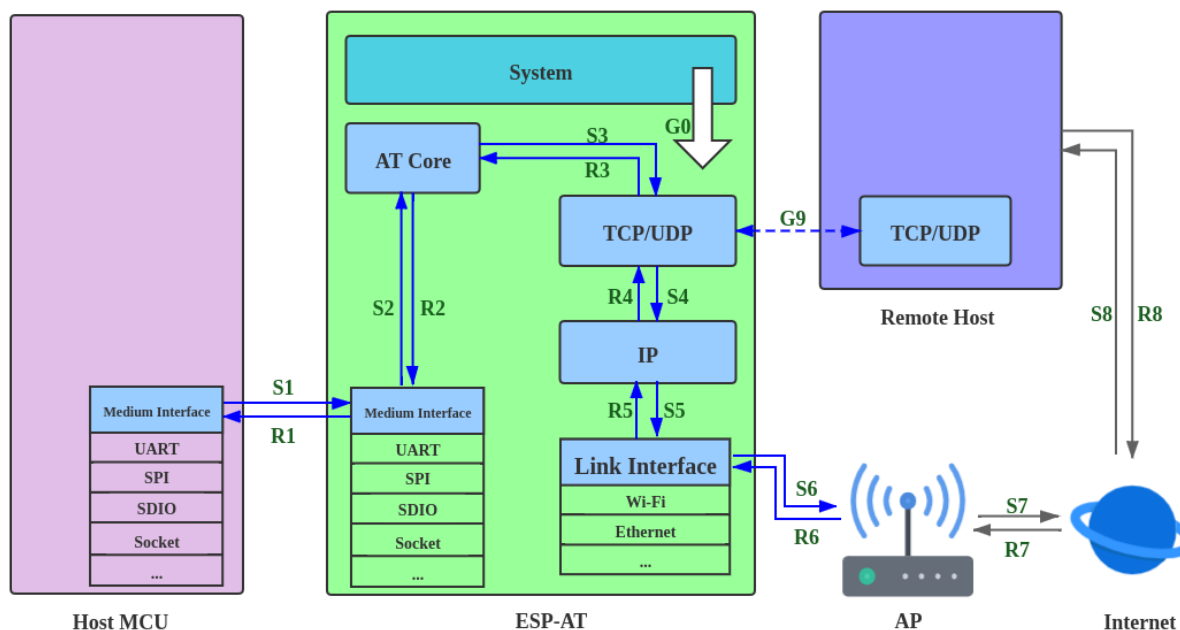 System
G0
AT Core
S3
R3
TCP/UDP
G9
TCP/UDP
Remote Host
S2
R2
R4
S4
IP
S8
R8
R5
S5
Medium Interface
UART
SPI
SDIO
Socket
...
S1
R1
Medium Interface
UART
SPI
SDIO
Socket
...
Link Interface
Wi-Fi
Ethernet
...
S6
R6
S7
R7
Host MCU
ESP-AT
AP
Internet